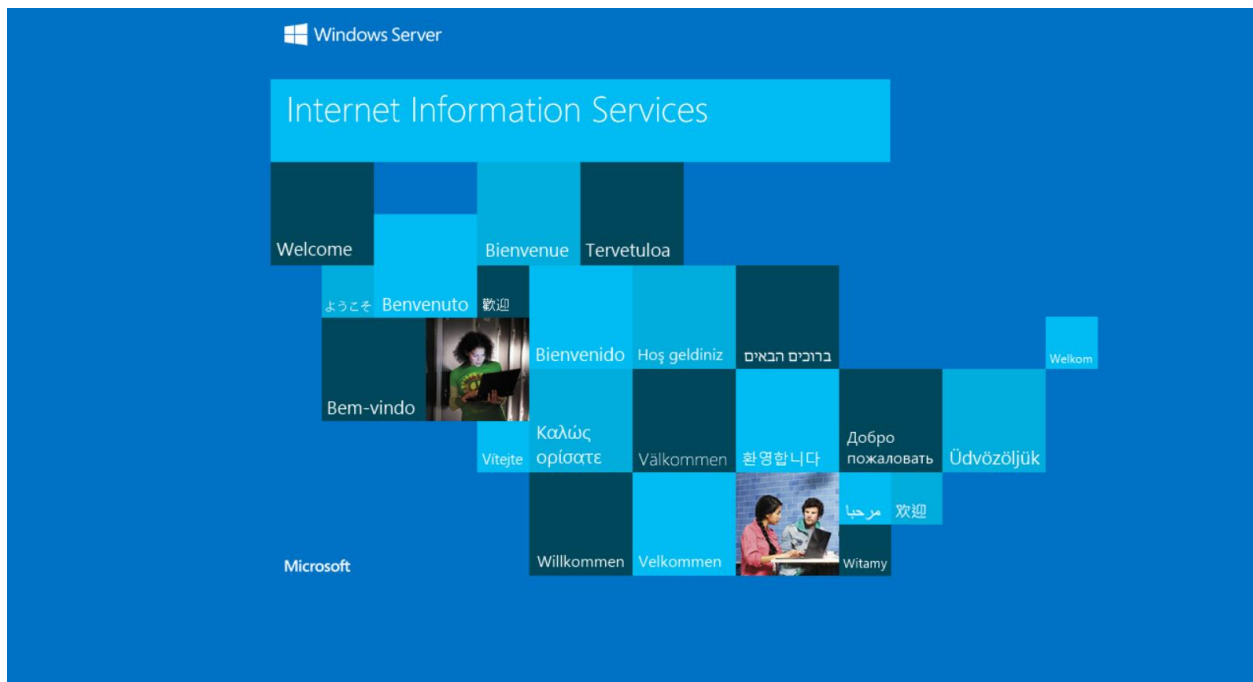 Windows Server
Internet Information Services
Welcome
Bienvenue
Tervetuloa
ようこそ
Benvenuto
歡迎
Bienvenido
Hoş geldiniz
ברוכים הבאים
Welkom
Bem-vindo
Vítejte
Καλώς
ορίσατε
Välkommen
환영합니다
Добро
пожаловать
Üdvözöljük
Microsoft
Willkommen
Velkommen
مرحبا
欢迎
Witamy